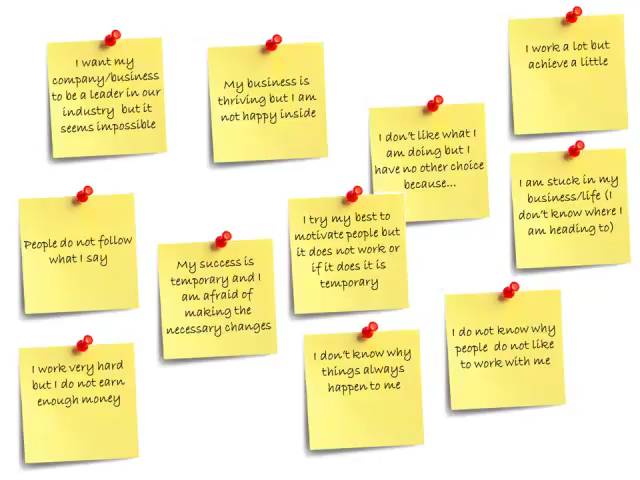 I want my
company/business
to be a leader in our
industry but it
seems impossible
My business is
thriving but I am
not happy inside
I work a lot but
achieve a little
I don't like what I
am doing but I
have no other choice
because...
I am stuck in my
business/life (I
don't know where I
am heading to)
People do not follow
what I say
My success is
temporary and I
am afraid of
making the
necessary changes
I try my best to
motivate people but
it does not work or
if it does it is
temporary
I do not know why
people do not like
to work with me
I work very hard
but I do not earn
enough money
I don't know why
things always
happen to me